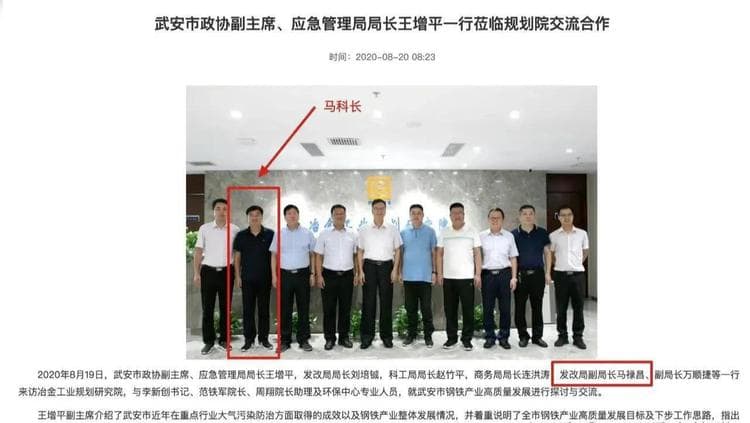 武安市政协副主席、应急管理局局长王增平一行莅临规划院交流合作
时间：2020-08-20 08:23
马科长
冶金工业规划研究院
2020年8月19日，武安市政协副主席、应急管理局局长王增平，发改局局长刘培钺，科工局局长赵竹平，商务局局长连洪涛，发改局副局长马禄昌、副局长万顺捷等一行
来访冶金工业规划研究院，与李新创书记、范铁军院长、周翔院长助理及环保中心专业人员，就武安市钢铁产业高质量发展进行探讨与交流。
王增平副主席介绍了武安市近年在重点行业大气污染防治方面取得的成效以及钢铁产业整体发展情况，并着重说明了全市钢铁产业高质量发展目标及下步工作思路，指出